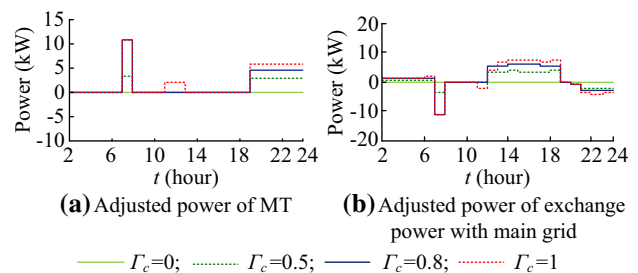 15
10
5
0
-5
-10
Power (kW)
2 6 10 14 18 22 24
t (hour)
(a) Adjusted power of MT
20
10
0
-10
-20
Power (kW)
2 6 10 14 18 22 24
t (hour)
(b) Adjusted power of exchange
power with main grid
Γc=0; Γc=0.5; Γc=0.8; Γc=1